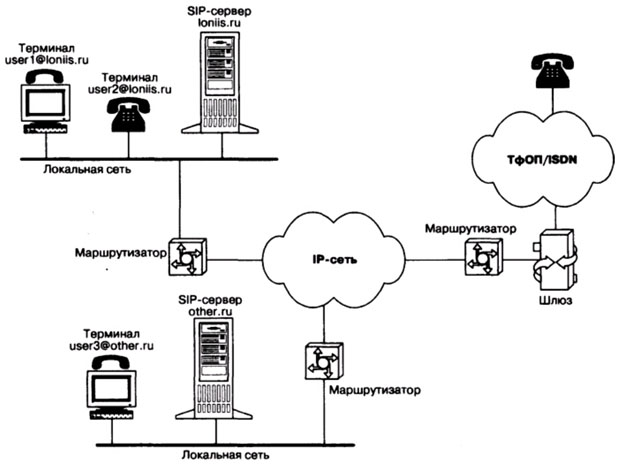 SIP-сервер
loniis.ru
Терминал
user1@loniis.ru
Терминал
user2@loniis.ru
Локальная сеть
ТфОП/ISDN
Маршрутизатор
Маршрутизатор
IP-сеть
Шлюз
SIP-сервер
other.ru
Терминал
user3@other.ru
Маршрутизатор
Локальная сеть